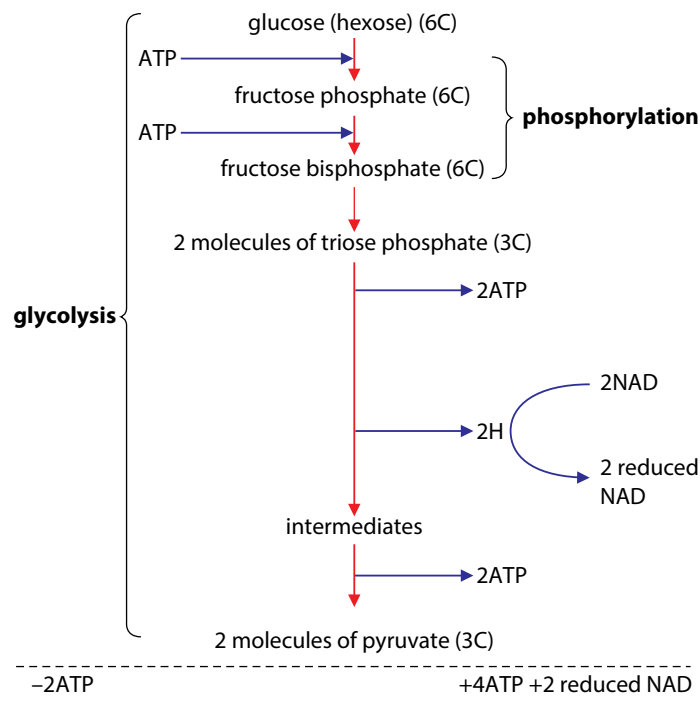 glucose (hexose) (6C)
ATP
fructose phosphate (6C)
phosphorylation
ATP
fructose bisphosphate (6C)
2 molecules of triose phosphate (3C)
2ATP
glycolysis
2NAD
2H
2 reduced
NAD
intermediates
2ATP
2 molecules of pyruvate (3C)
–2ATP
+4ATP +2 reduced NAD